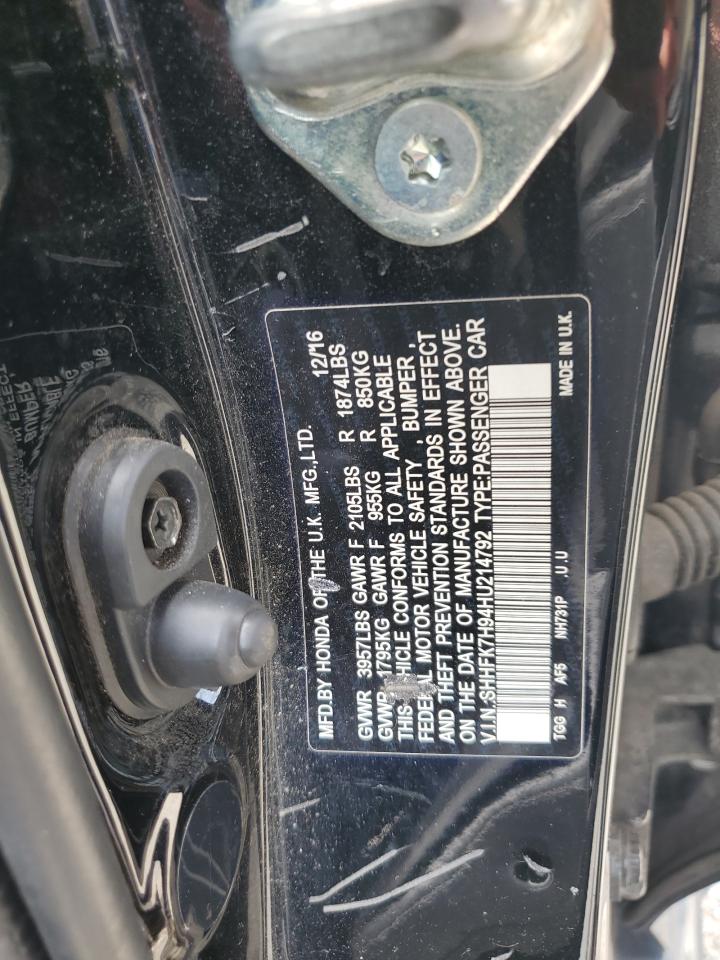 MFD.BY HONDA OF THE U.K. MFG.,LTD. 12/16
GVWR 3957LBS GAWR F 2105LBS R 1874LBS
GVWR 1795KG GAWR F 955KG R 850KG
THIS VEHICLE CONFORMS TO ALL APPLICABLE
FEDERAL MOTOR VEHICLE SAFETY , BUMPER ,
AND THEFT PREVENTION STANDARDS IN EFFECT
ON THE DATE OF MANUFACTURE SHOWN ABOVE.
V.I.N.:SHHFK7H94HU214792 TYPE:PASSENGER CAR
TGG H AF5 NH731P .U.U MADE IN U.K.